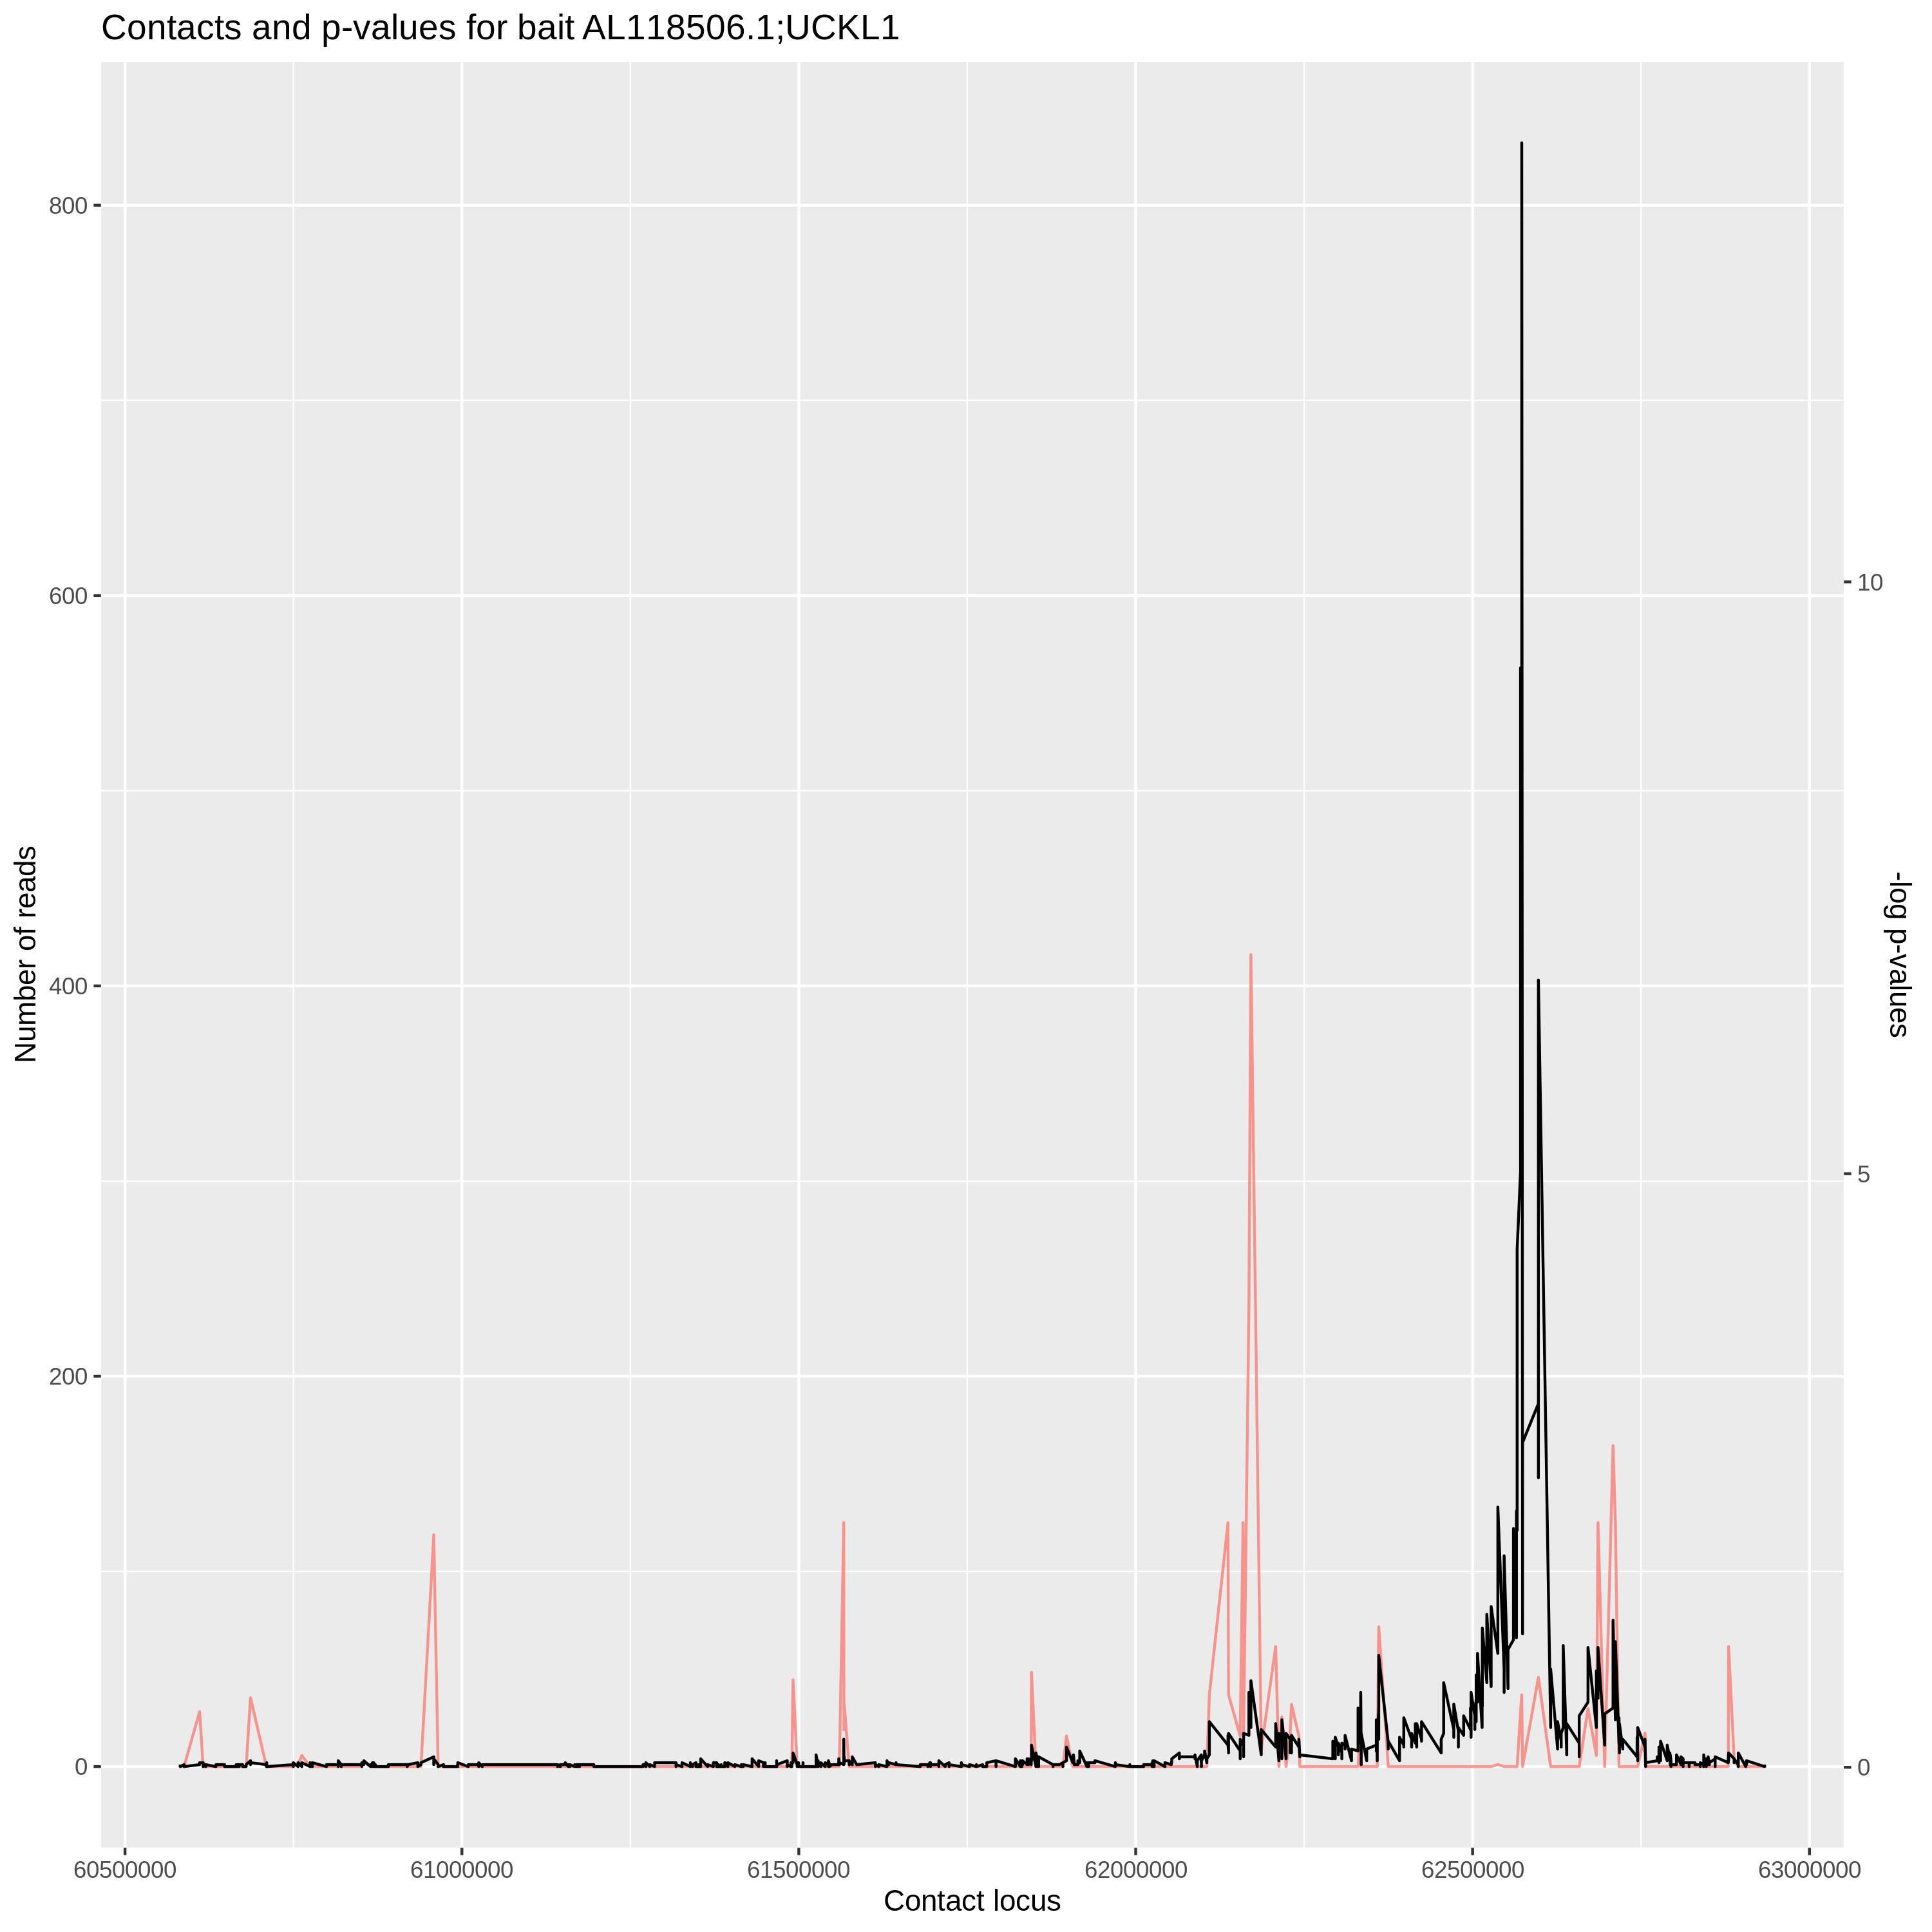 Contacts and p-values for bait AL118506.1;UCKL1
800
600
400
200
0
10
5
0
Number of reads
-log p-values
60500000 61000000 61500000 62000000 62500000 63000000
Contact locus